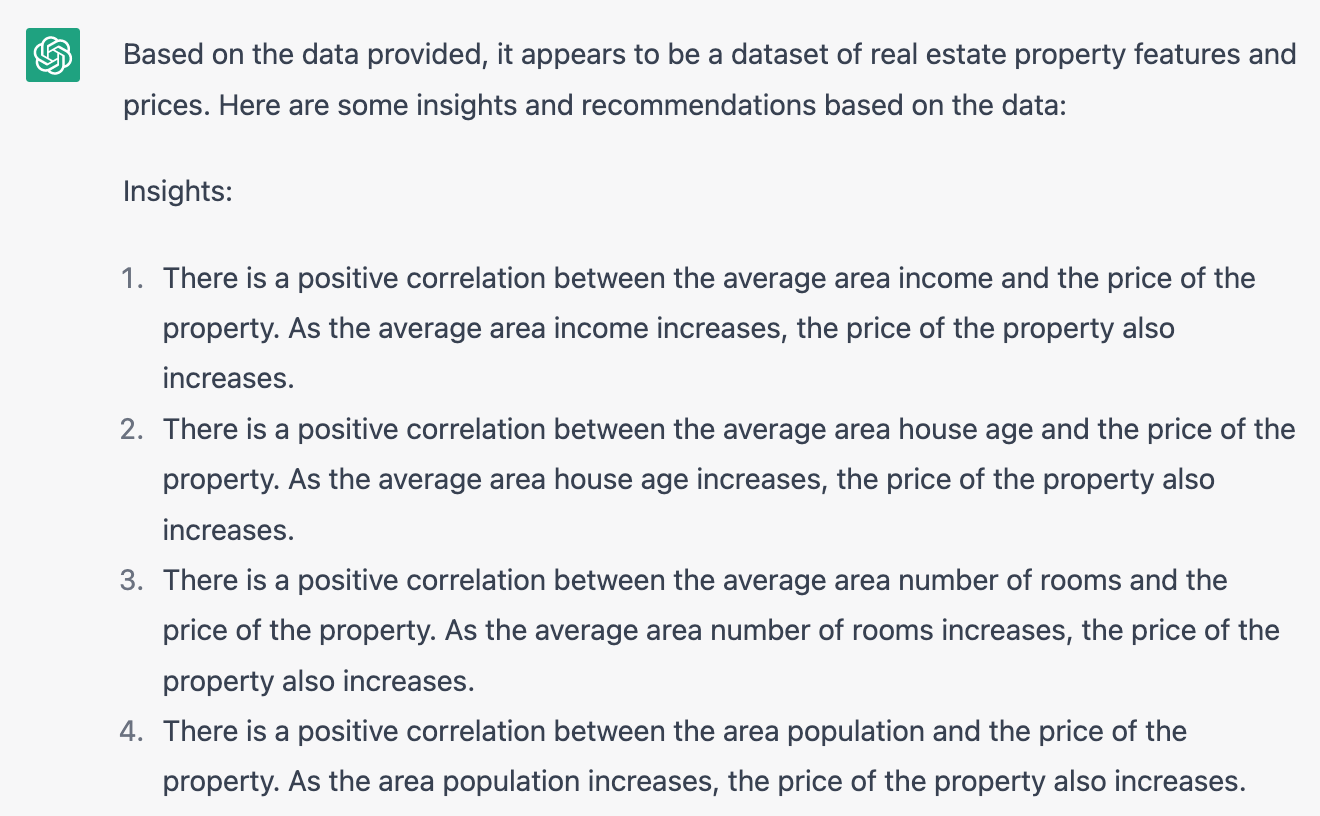 Based on the data provided, it appears to be a dataset of real estate property features and
prices. Here are some insights and recommendations based on the data:
Insights:
1. There is a positive correlation between the average area income and the price of the
property. As the average area income increases, the price of the property also
increases.
2. There is a positive correlation between the average area house age and the price of the
property. As the average area house age increases, the price of the property also
increases.
3. There is a positive correlation between the average area number of rooms and the
price of the property. As the average area number of rooms increases, the price of the
property also increases.
4. There is a positive correlation between the area population and the price of the
property. As the area population increases, the price of the property also increases.